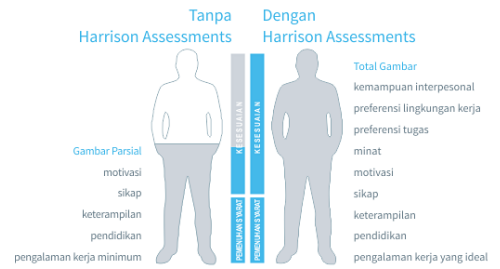 Tanpa
Harrison Assessments
Gambar Parsial
motivasi
sikap
keterampilan
pendidikan
pengalaman kerja minimum
KESESUAIAN
PEMENUHAN SYARAT
KESESUAIAN
PEMENUHAN SYARAT
Dengan
Harrison Assessments
Total Gambar
kemampuan interpesonal
preferensi lingkungan kerja
preferensi tugas
minat
motivasi
sikap
keterampilan
pendidikan
pengalaman kerja yang ideal